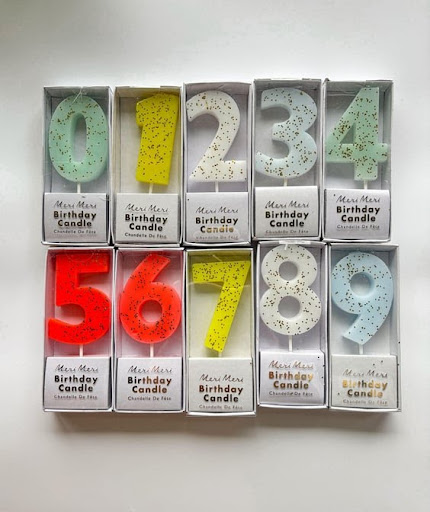 0 1 2 3 4
Meri Meri Meri Meri Meri Meri Meri Meri Meri Meri
Birthday Birthday Birthday Birthday Birthday
Candle Candle Candle Candle Candle
Chandelle De Fête Chandelle De Fête Chandelle De Fête Chandelle De Fête Chandelle De Fête
5 6 7 8 9
Meri Meri Meri Meri Meri Meri Meri Meri Meri Meri
Birthday Birthday Birthday Birthday Birthday
Candle Candle Candle Candle Candle
Chandelle De Fête Chandelle De Fête Chandelle De Fête Chandelle De Fête Chandelle De Fête